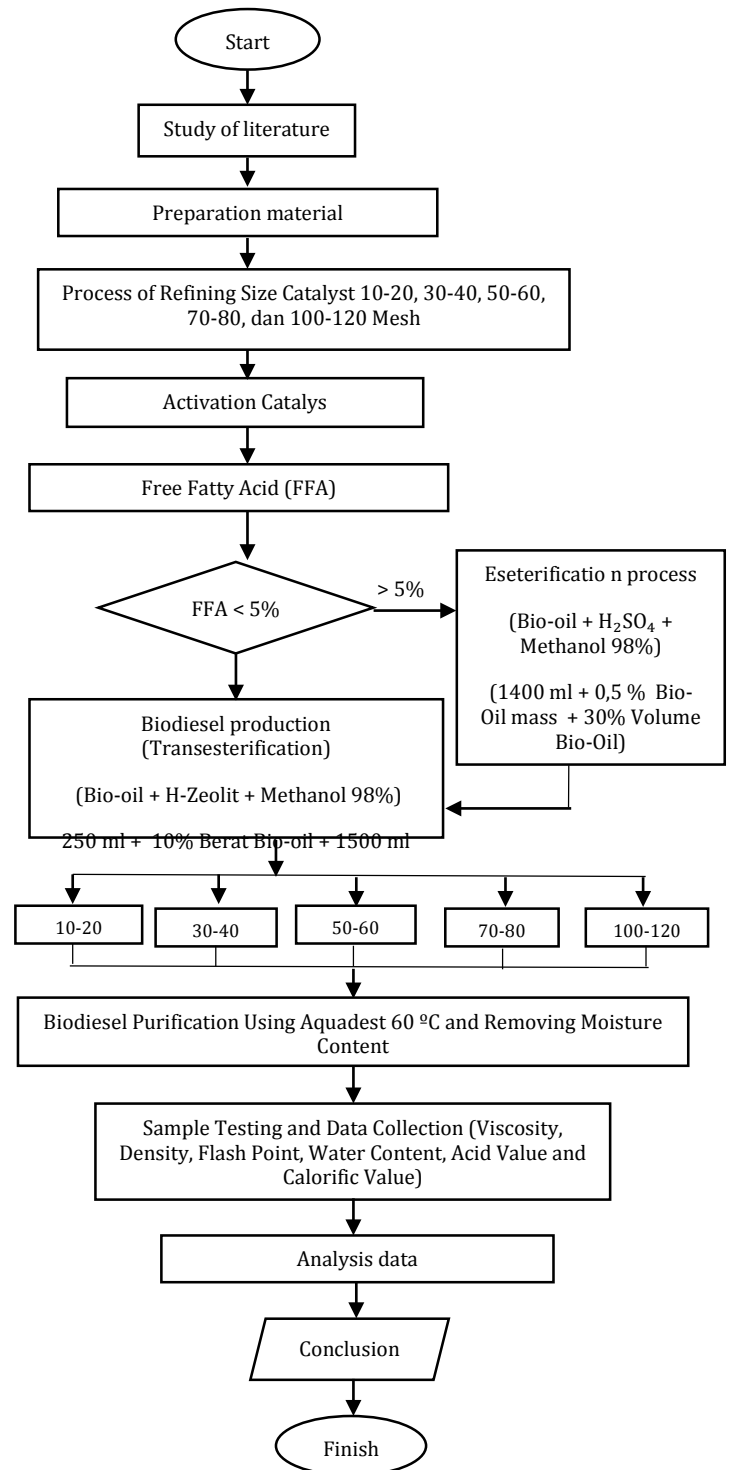 Start
Study of literature
Preparation material
Process of Refining Size Catalyst 10-20, 30-40, 50-60,
70-80, dan 100-120 Mesh
Activation Catalys
Free Fatty Acid (FFA)
FFA < 5%
> 5%
Eseterificatio n process
(Bio-oil + H₂SO₄ +
Methanol 98%)
(1400 ml + 0,5 % Bio-
Oil mass + 30% Volume
Bio-Oil)
Biodesel production
(Transesterification)
(Bio-oil + H-Zeolit + Methanol 98%)
250 ml + 10% Berat Bio-oil + 1500 ml
10-20
30-40
50-60
70-80
100-120
Biodesel Purification Using Aquadest 60 ºC and Removing Moisture
Content
Sample Testing and Data Collection (Viscosity,
Density, Flash Point, Water Content, Acid Value and
Calorific Value)
Analysis data
Conclusion
Finish